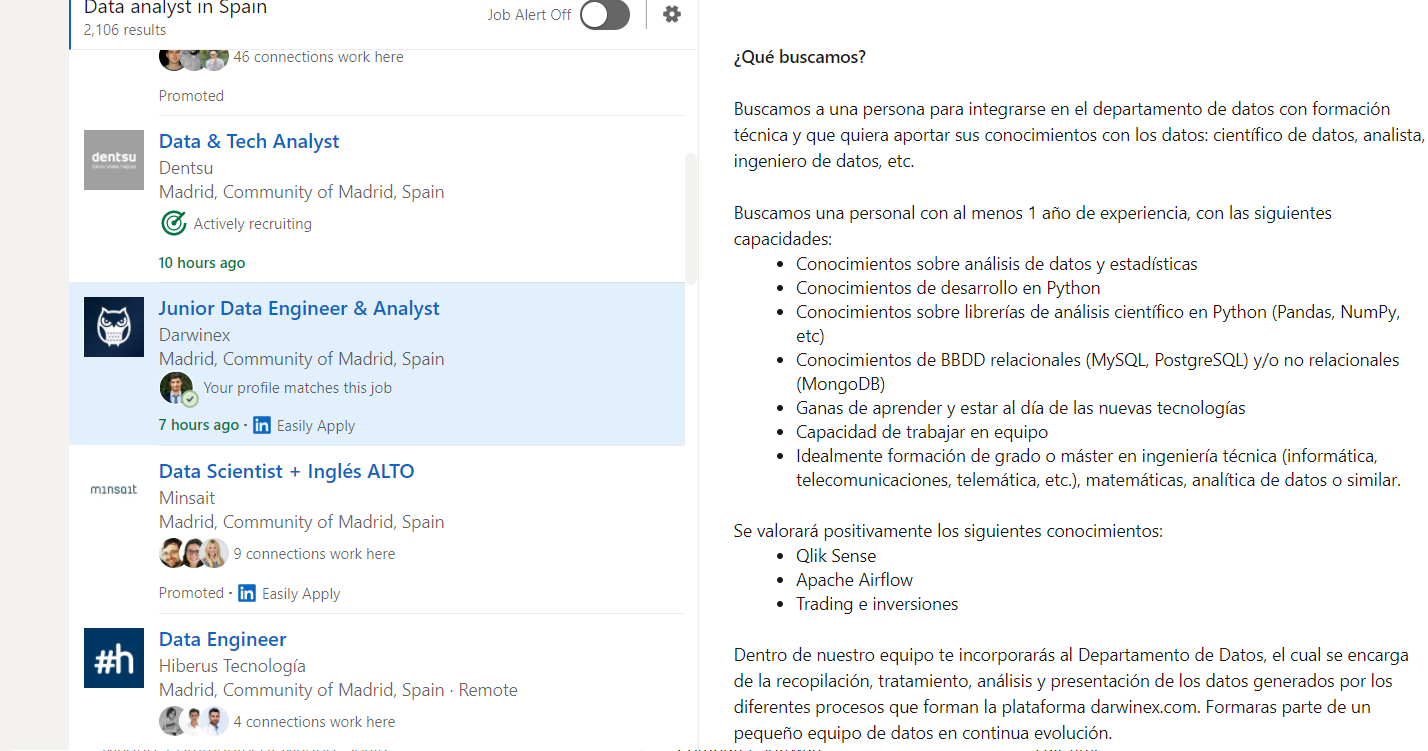 Data analyst in Spain
2,106 results
Job Alert Off
46 connections work here
Promoted
dentsu
Data & Tech Analyst
Dentsu
Madrid, Community of Madrid, Spain
Actively recruiting
10 hours ago
Junior Data Engineer & Analyst
Darwinex
Madrid, Community of Madrid, Spain
Your profile matches this job
7 hours ago · in Easily Apply
minsait
Data Scientist + Inglés ALTO
Minsait
Madrid, Community of Madrid, Spain
9 connections work here
Promoted · in Easily Apply
#h
Data Engineer
Hiberus Tecnología
Madrid, Community of Madrid, Spain · Remote
4 connections work here
¿Qué buscamos?
Buscamos a una persona para integrarse en el departamento de datos con formación
técnica y que quiera aportar sus conocimientos con los datos: científico de datos, analista,
ingeniero de datos, etc.
Buscamos una personal con al menos 1 año de experiencia, con las siguientes
capacidades:
• Conocimientos sobre análisis de datos y estadísticas
• Conocimientos de desarrollo en Python
• Conocimientos sobre librerías de análisis científico en Python (Pandas, NumPy,
etc)
• Conocimientos de BBDD relacionales (MySQL, PostgreSQL) y/o no relacionales
(MongoDB)
• Ganas de aprender y estar al día de las nuevas tecnologías
• Capacidad de trabajar en equipo
• Idealmente formación de grado o máster en ingeniería técnica (informática,
telecomunicaciones, telemática, etc.), matemáticas, analítica de datos o similar.
Se valorará positivamente los siguientes conocimientos:
• Qlik Sense
• Apache Airflow
• Trading e inversiones
Dentro de nuestro equipo te incorporarás al Departamento de Datos, el cual se encarga
de la recopilación, tratamiento, análisis y presentación de los datos generados por los
diferentes procesos que forman la plataforma darwinex.com. Formaras parte de un
pequeño equipo de datos en continua evolución.